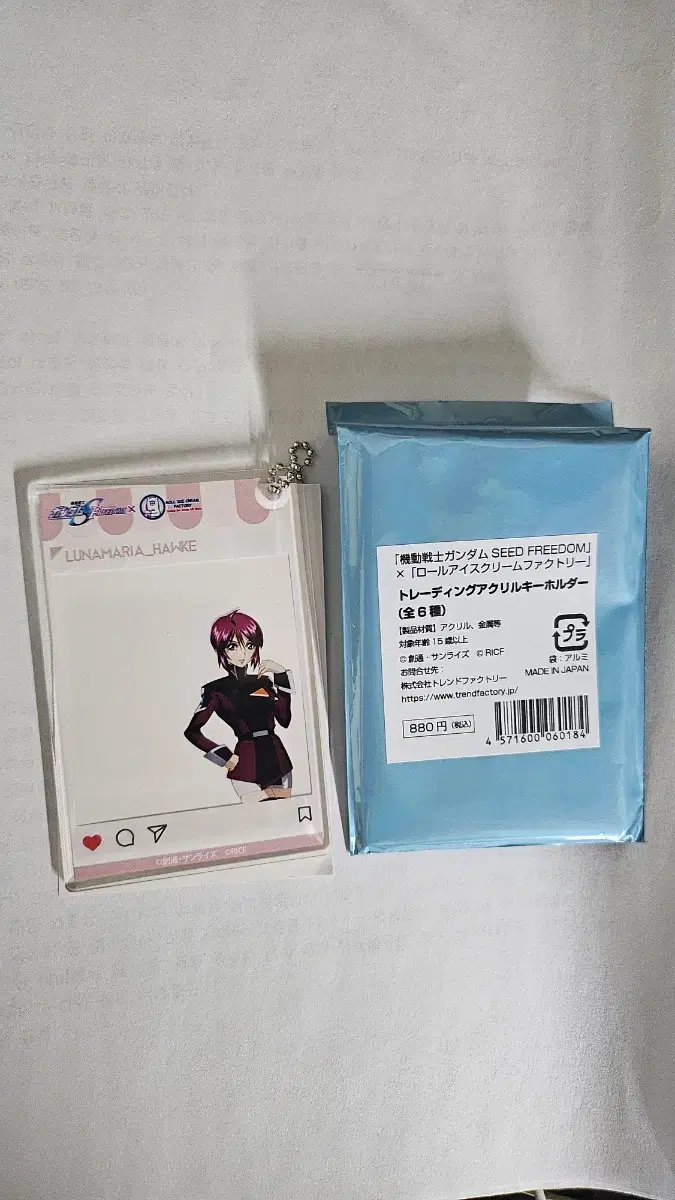 ROLL ICE CREAM
FACTORY
LUNAMARIA_HAWKE
©創通・サンライズ ©RICF
「機動戦士ガンダム SEED FREEDOM」
×「ロールアイスクリームファクトリー」
トレーディングアクリルキーホルダー
(全6種)
【製品材質】アクリル、金属等
対象年齢15歳以上
©創通・サンライズ ©RICF
お問合せ先:
株式会社トレンドファクトリー
https://www.trendfactory.jp/
プラ
袋:アルミ
MADE IN JAPAN
880円(税込)
4 571600 060184